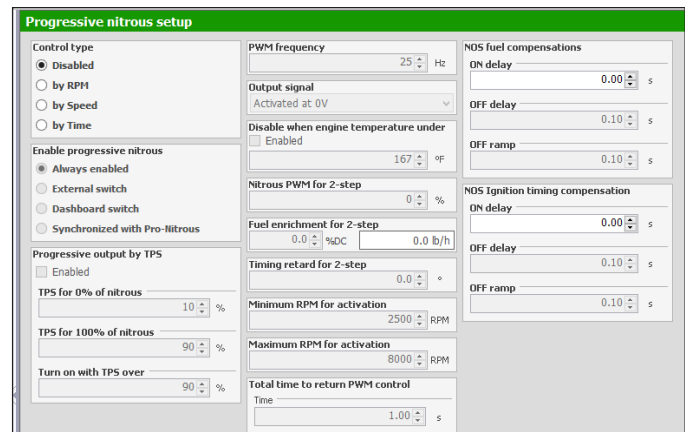 Progressive nitrous setup
Control type
Disabled
by RPM
by Speed
by Time
Enable progressive nitrous
Always enabled
External switch
Dashboard switch
Synchronized with Pro-Nitrous
Progressive output by TPS
Enabled
TPS for 0% of nitrous
10 %
TPS for 100% of nitrous
90 %
Turn on with TPS over
90 %
PWM frequency
25 Hz
Output signal
Activated at 0V
Disable when engine temperature under
Enabled
167 ºF
Nitrous PWM for 2-step
0 %
Fuel enrichment for 2-step
0.0 %DC 0.0 lb/h
Timing retard for 2-step
0.0 °
Minimum RPM for activation
2500 RPM
Maximum RPM for activation
8000 RPM
Total time to return PWM control
Time
1.00 s
NOS fuel compensations
ON delay
0.00 s
OFF delay
0.10 s
OFF ramp
0.10 s
NOS Ignition timing compensation
ON delay
0.00 s
OFF delay
0.10 s
OFF ramp
0.10 s